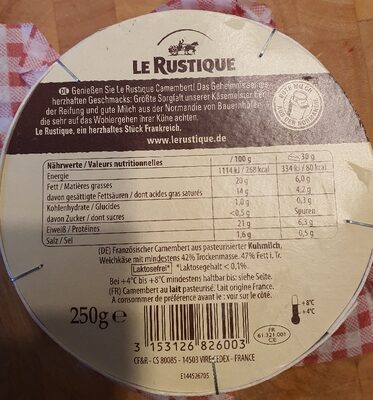 LE RUSTIQUE
DE Genießen Sie Le Rustique Camembert! Das Geheimnis
herzhaften Geschmacks: Größte Sorgfalt unserer Käsemeister bei
der Reifung und gute Milch aus der Normandie von Bauernhöfen
die sehr auf das Wohlergehen ihrer Kühe achten.
Le Rustique, ein herzhaftes Stück Frankreich.
GUTE MILCH
AUS DER NORMANDIE
www.lerustique.de
Nährwerte / Valeurs nutritionnelles /100 g 30 g
Energie 1114 kJ / 268 kcal 334 kJ / 80 kcal
Fett / Matières grasses 20 g 6,0 g
davon gesättigte Fettsäuren / dont acides gras saturés 14 g 4,2 g
Kohlenhydrate / Glucides 1,0 g 0,3 g
davon Zucker / dont sucres <0,5 g Spuren
Eiweiß / Protéines 21 g 6,3 g
Salz / Sel 1,6 g 0,5 g
(DE) Französischer Camembert aus pasteurisierter Kuhmilch,
Weichkäse mit mindestens 42% Trockenmasse. 47% Fett i. Tr.
Laktosefrei* *Laktosegehalt < 0,1%.
Bei +4°C bis +8°C mindestens haltbar bis: siehe Seite.
(FR) Camembert au lait pasteurisé. Lait origine France.
A consommer de préférence avant le : voir sur le côté.
250g e
+8°C
+4°C
FR
61.321.001
CE
3 153126 826003
CF&R - CS 80085 - 14503 VIRE CEDEX - FRANCE
E144526705